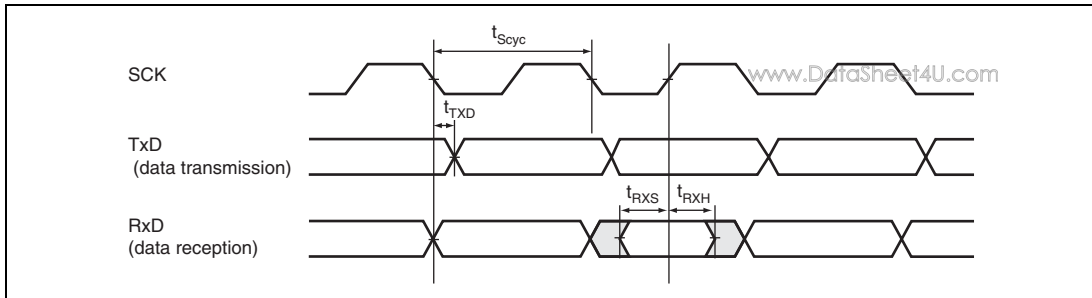 tScyc
SCK
www.DataSheet4U.com
tTXD
TxD
(data transmission)
tRXS
tRXH
RxD
(data reception)